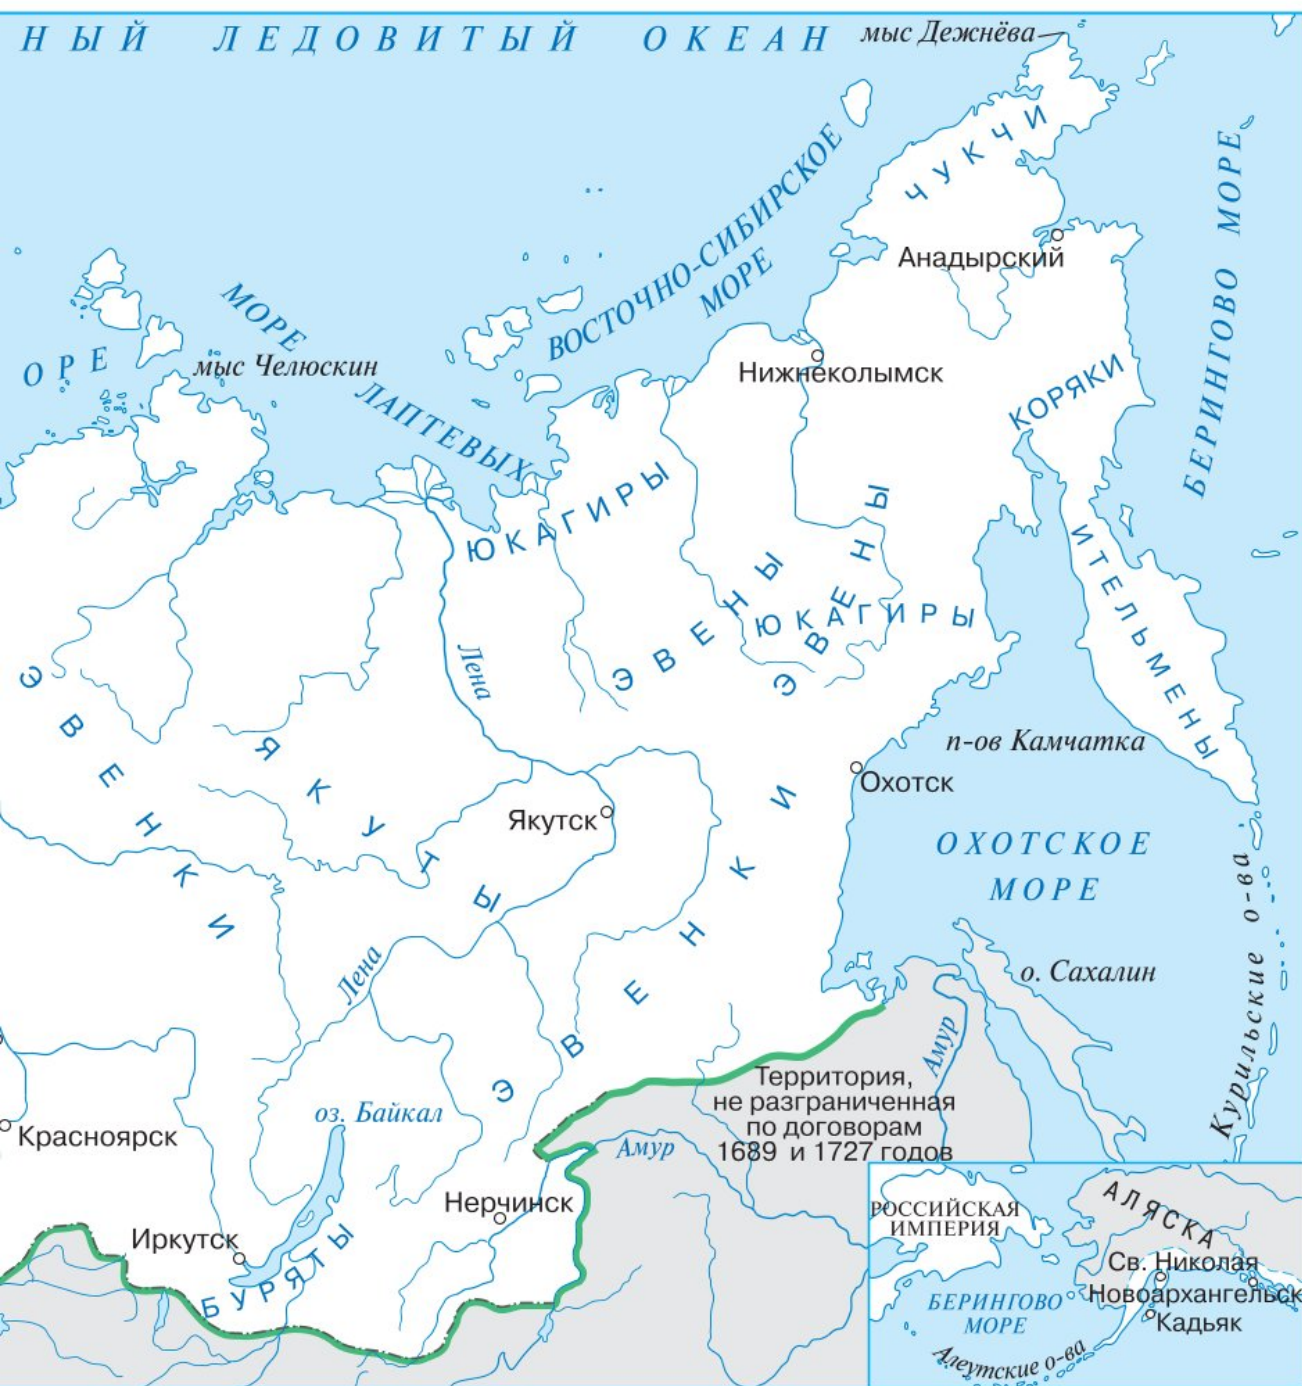 НЫЙ ЛЕДОВИТЫЙ ОКЕАН
мыс Дежнёва
ЧУКЧИ
БЕРИНГОВО МОРЕ
ВОСТОЧНО-СИБИРСКОЕ
МОРЕ
Анадырский
МОРЕ
ЛАПТЕВЫХ
ОРЕ
мыс Челюскин
Нижнеколымск
КОРЯКИ
ЮКАГИРЫ
ИТЕЛЬМЕНЫ
ЭВЕНЫ
ЭВЕНЫ
ЮКАГИРЫ
Лена
ЭВЕНКИ
ЯКУТЫ
п-ов Камчатка
Охотск
Якутск
ОХОТСКОЕ
МОРЕ
Курильские о-ва
ЭВЕНКИ
Лена
о. Сахалин
Амур
Территория,
не разграниченная
по договорам
1689 и 1727 годов
оз. Байкал
Красноярск
Амур
Нерчинск
Иркутск
БУРЯТЫ
РОССИЙСКАЯ
ИМПЕРИЯ
АЛЯСКА
Св. Николая
Новоархангельск
Кадьяк
БЕРИНГОВО
МОРЕ
Алеутские о-ва